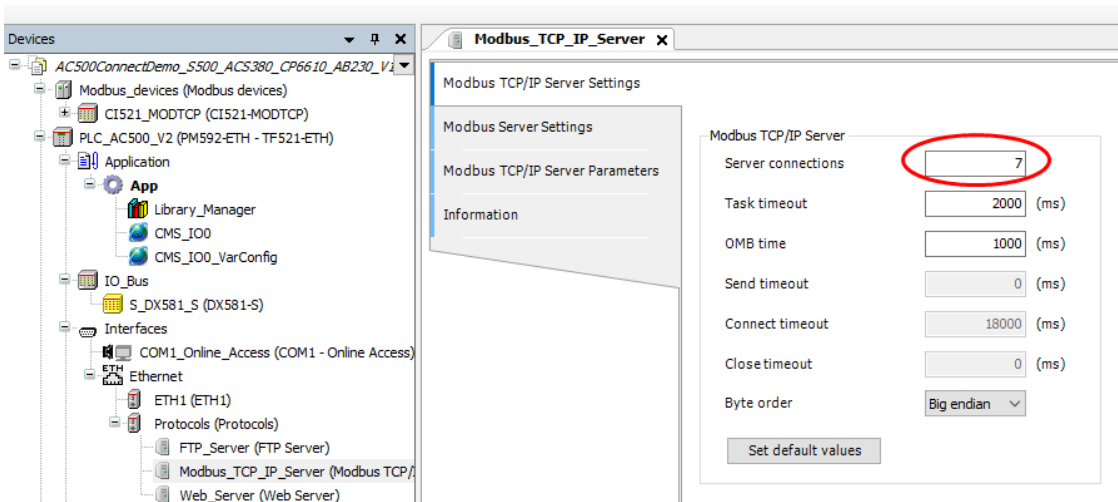 Devices
AC500ConnectDemo_S500_ACS380_CP6610_AB230_V1
Modbus_devices (Modbus devices)
CI521_MODTCP (CI521-MODTCP)
PLC_AC500_V2 (PM592-ETH - TF521-ETH)
Application
App
Library_Manager
CMS_IO0
CMS_IO0_VarConfig
IO_Bus
S_DX581_S (DX581-S)
Interfaces
COM1_Online_Access (COM1 - Online Access)
ETH Ethernet
ETH1 (ETH1)
Protocols (Protocols)
FTP_Server (FTP Server)
Modbus_TCP_IP_Server (Modbus TCP/
Web_Server (Web Server)
Modbus_TCP_IP_Server
Modbus TCP/IP Server Settings
Modbus Server Settings
Modbus TCP/IP Server Parameters
Information
Modbus TCP/IP Server
Server connections 7
Task timeout 2000 (ms)
OMB time 1000 (ms)
Send timeout 0 (ms)
Connect timeout 18000 (ms)
Close timeout 0 (ms)
Byte order Big endian
Set default values